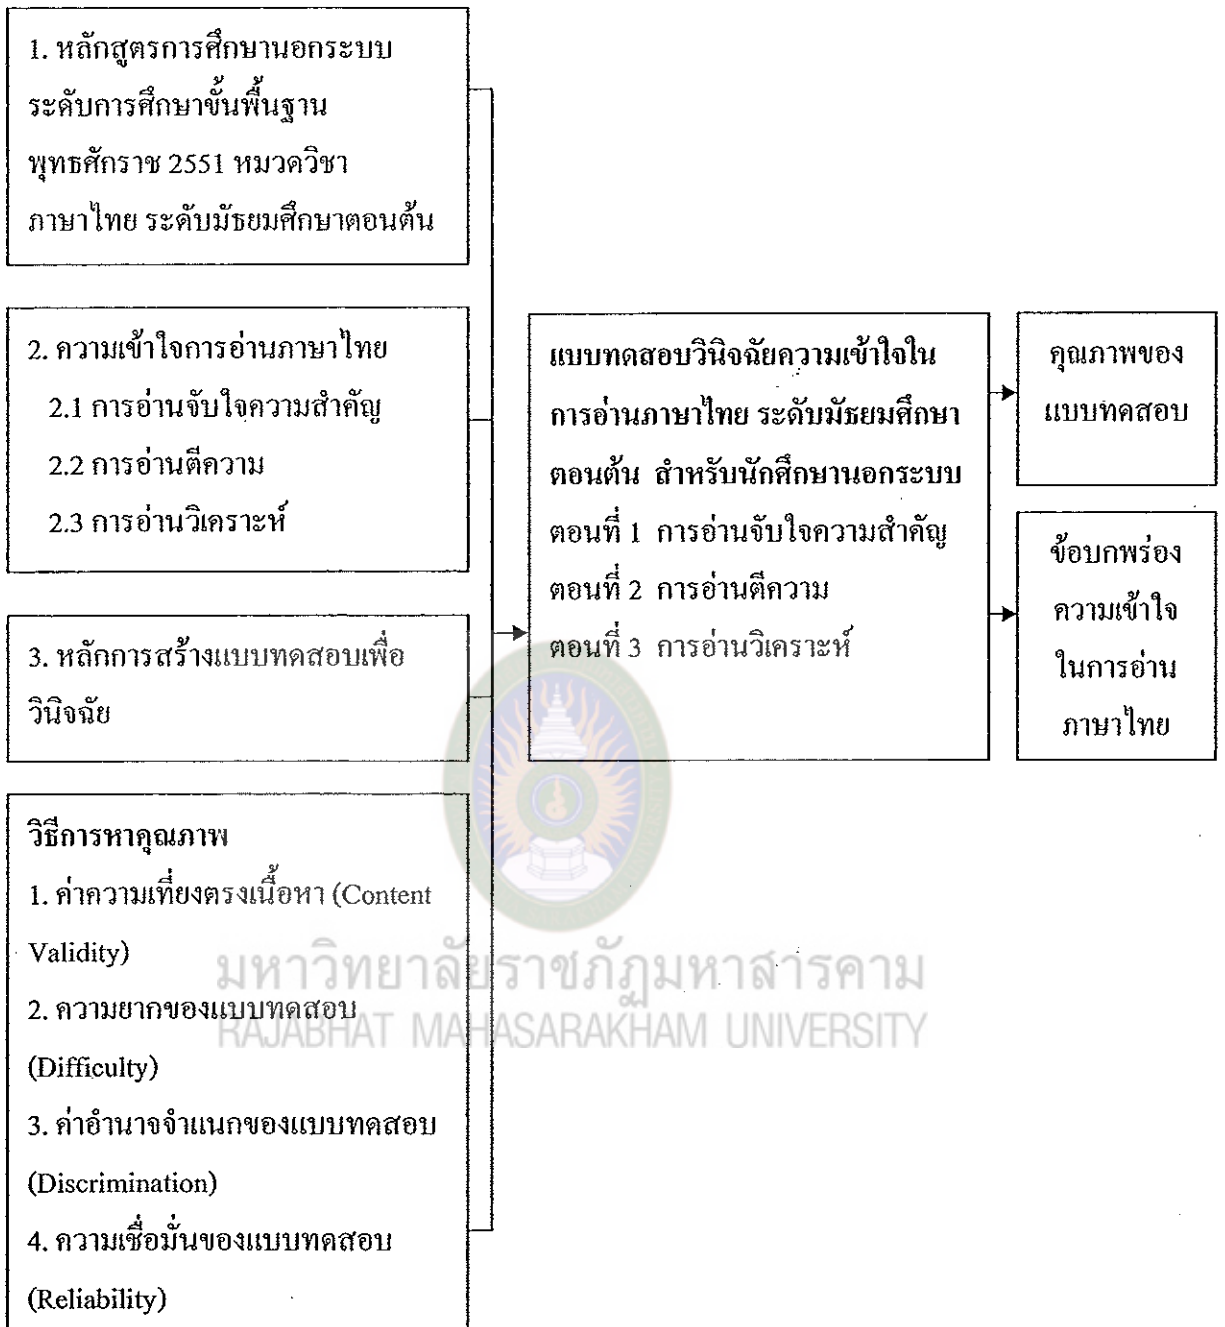 1. หลักสูตรการศึกษานอกระบบ
ระดับการศึกษาขั้นพื้นฐาน
พุทธศักราช 2551 หมวดวิชา
ภาษาไทย ระดับมัธยมศึกษาตอนต้น
2. ความเข้าใจการอ่านภาษาไทย
2.1 การอ่านจับใจความสำคัญ
2.2 การอ่านตีความ
2.3 การอ่านวิเคราะห์
3. หลักการสร้างแบบทดสอบเพื่อ
วินิจฉัย
วิธีการหาคุณภาพ
1. ค่าความเที่ยงตรงเนื้อหา (Content
Validity)
2. ความยากของแบบทดสอบ
(Difficulty)
3. ค่าอำนาจจำแนกของแบบทดสอบ
(Discrimination)
4. ความเชื่อมั่นของแบบทดสอบ
(Reliability)
แบบทดสอบวินิจฉัยความเข้าใจใน
การอ่านภาษาไทย ระดับมัธยมศึกษา
ตอนต้น สำหรับนักศึกษานอกระบบ
ตอนที่ 1 การอ่านจับใจความสำคัญ
ตอนที่ 2 การอ่านตีความ
ตอนที่ 3 การอ่านวิเคราะห์
คุณภาพของ
แบบทดสอบ
ข้อบกพร่อง
ความเข้าใจ
ในการอ่าน
ภาษาไทย
มหาวิทยาลัยราชภัฏมหาสารคาม
RAJABHAT MAHASARAKHAM UNIVERSITY